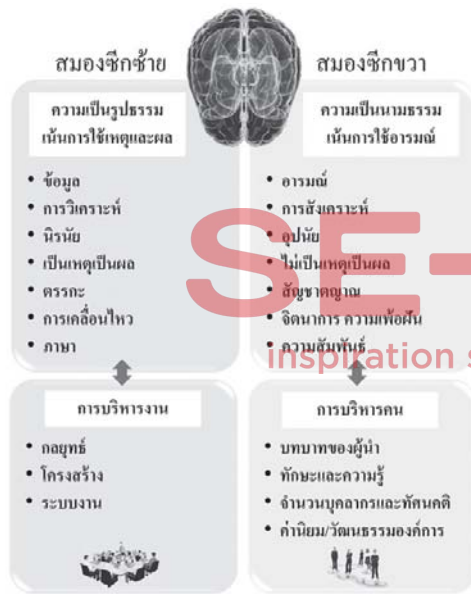 สมองซีกซ้าย
ความเป็นรูปธรรม
เน้นการใช้เหตุและผล
• ข้อมูล
• การวิเคราะห์
• นิรนัย
• เป็นเหตุเป็นผล
• ตรรกะ
• การเคลื่อนไหว
• ภาษา
การบริหารงาน
• กลยุทธ์
• โครงสร้าง
• ระบบงาน
สมองซีกขวา
ความเป็นนามธรรม
เน้นการใช้อารมณ์
• อารมณ์
• การสังเคราะห์
• อุปนัย
• ไม่เป็นเหตุเป็นผล
• สัญชาตญาณ
• จิตนาการ ความเพ้อฝัน
• ความสัมพันธ์
การบริหารคน
• บทบาทของผู้นำ
• ทักษะและความรู้
• จำนวนบุคลากรและทัศนคติ
• ค่านิยม/วัฒนธรรมองค์การ
SE-
inspiration s